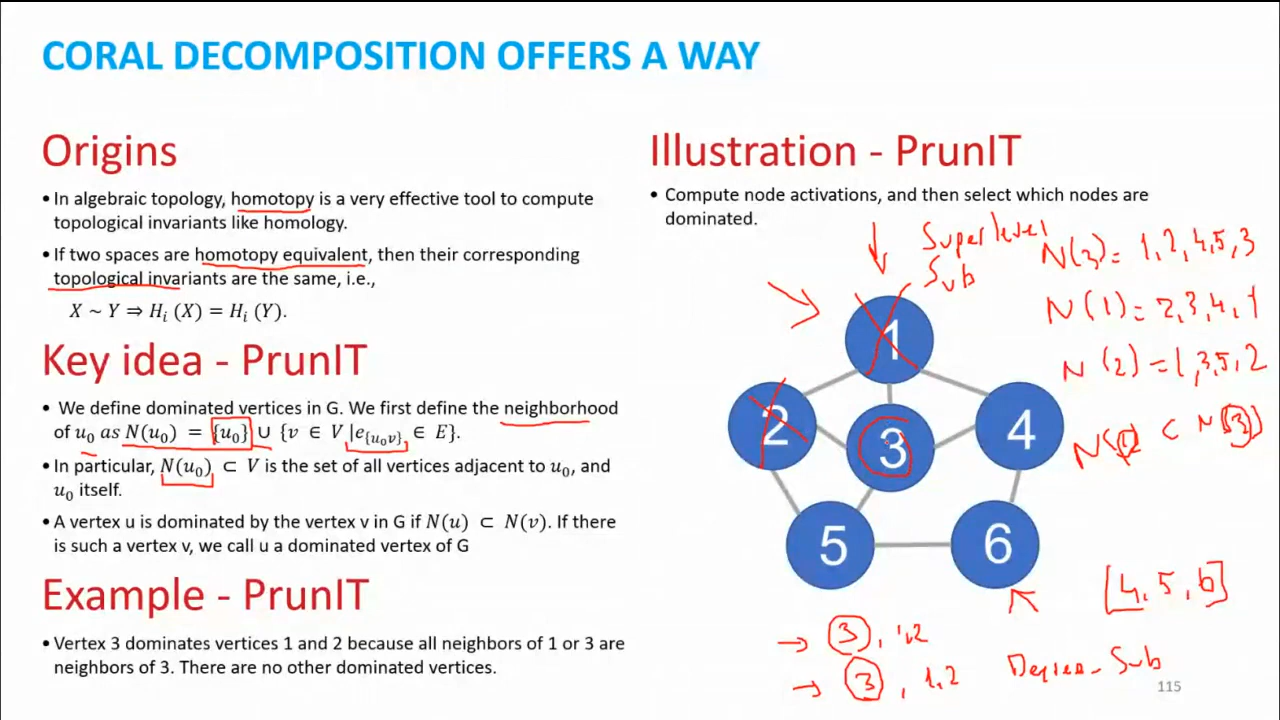 CORAL DECOMPOSITION OFFERS A WAY
Origins
• In algebraic topology, homotopy is a very effective tool to compute
topological invariants like homology.
• If two spaces are homotopy equivalent, then their corresponding
topological invariants are the same, i.e.,
X ~ Y ⇒ Hᵢ (X) = Hᵢ (Y).
Key idea - PrunIT
• We define dominated vertices in G. We first define the neighborhood
of u₀ as N(u₀) = {u₀} ∪ {v ∈ V |e_{u₀v} ∈ E}.
• In particular, N(u₀) ⊂ V is the set of all vertices adjacent to u₀, and
u₀ itself.
• A vertex u is dominated by the vertex v in G if N(u) ⊂ N(v). If there
is such a vertex v, we call u a dominated vertex of G
Example - PrunIT
• Vertex 3 dominates vertices 1 and 2 because all neighbors of 1 or 3 are
neighbors of 3. There are no other dominated vertices.
Illustration - PrunIT
• Compute node activations, and then select which nodes are
dominated.
Superlevel
Sub
N(3) = 1,2,4,5,3
N(1) = 2,3,4,1
N(2) = 1,3,5,2
⊂ N(3)
1
2
3
4
5
6
[4,5,6]
→ 3, 1,2
→ 3, 1,2
Degree - Sub
115